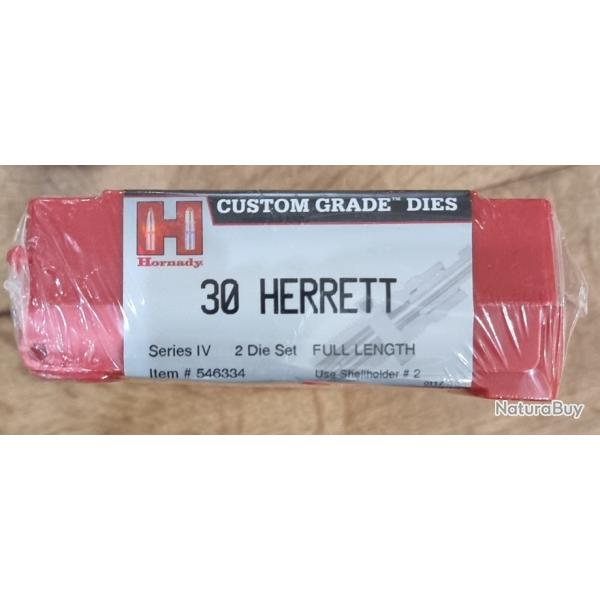 CUSTOM GRADE™ DIES
H
Hornady
30 HERRETT
Series IV 2 Die Set FULL LENGTH
Item # 546334 Use Shellholder # 2
NaturaBuy